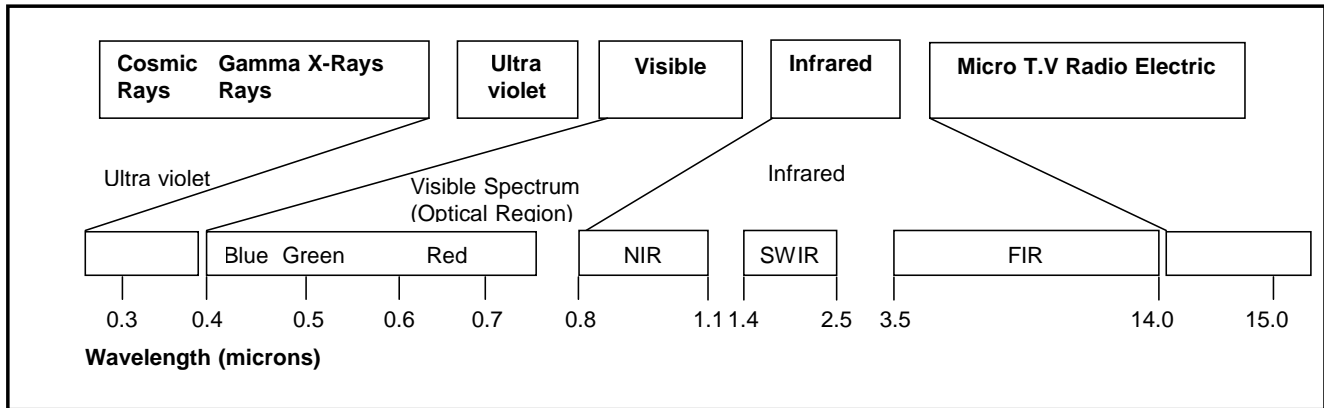 Cosmic Gamma X-Rays
Rays Rays
Ultra
violet
Visible
Infrared
Micro T.V Radio Electric
Ultra violet
Visible Spectrum
(Optical Region)
Infrared
Blue Green Red
NIR
SWIR
FIR
0.3 0.4 0.5 0.6 0.7 0.8 1.1 1.4 2.5 3.5 14.0 15.0
Wavelength (microns)